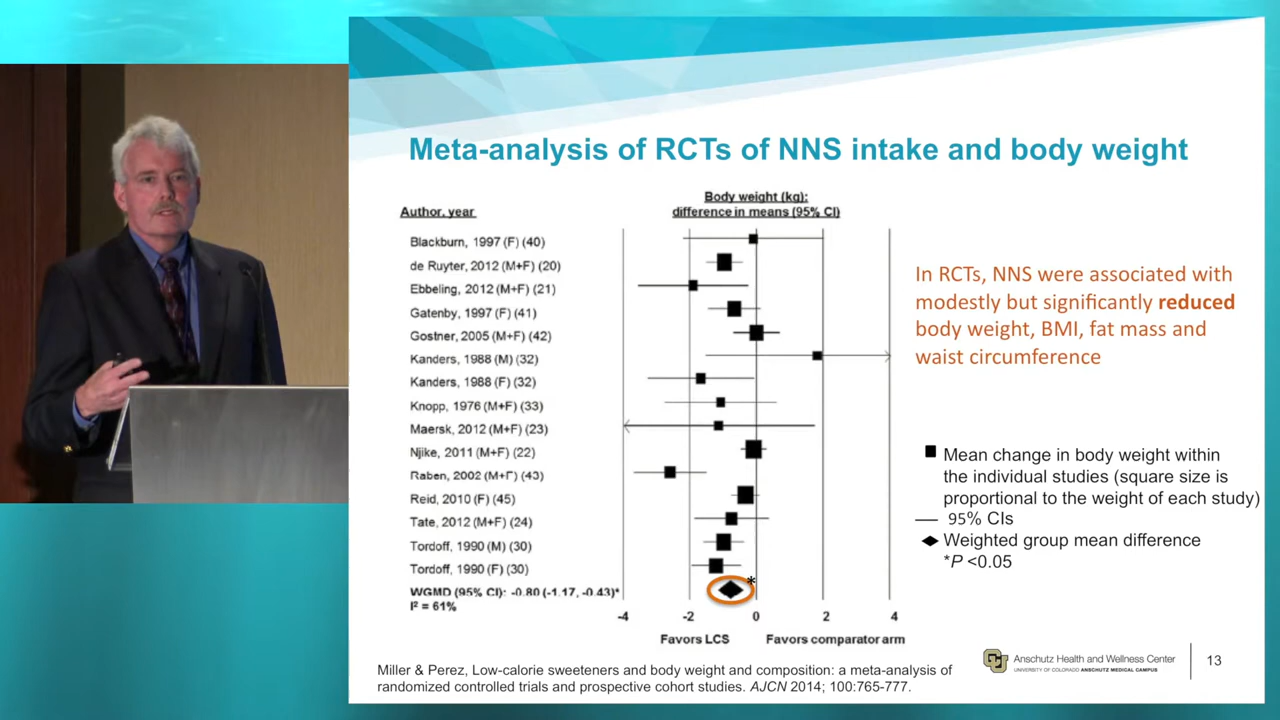 Meta-analysis of RCTs of NNS intake and body weight
Body weight (kg):
Author, year
difference in means (95% CI)
Blackburn, 1997 (F) (40)
de Ruyter, 2012 (M+F) (20)
Ebbeling, 2012 (M+F) (21)
Gatenby, 1997 (F) (41)
Gostner, 2005 (M+F) (42)
Kanders, 1988 (M) (32)
Kanders, 1988 (F) (32)
Knopp, 1976 (M+F) (33)
Maersk, 2012 (M+F) (23)
Njike, 2011 (M+F) (22)
Raben, 2002 (M+F) (43)
Reid, 2010 (F) (45)
Tate, 2012 (M+F) (24)
Tordoff, 1990 (M) (30)
Tordoff, 1990 (F) (30)
WGMD (95% CI): -0.80 (-1.17, -0.43)*
I² = 61%
*
-4 -2 0 2 4
Favors LCS Favors comparator arm
In RCTs, NNS were associated with
modestly but significantly reduced
body weight, BMI, fat mass and
waist circumference
Mean change in body weight within
the individual studies (square size is
proportional to the weight of each study)
95% CIs
Weighted group mean difference
*P <0.05
Miller & Perez, Low-calorie sweeteners and body weight and composition: a meta-analysis of
randomized controlled trials and prospective cohort studies. AJCN 2014; 100:765-777.
CU
Anschutz Health and Wellness Center
UNIVERSITY OF COLORADO ANSCHUTZ MEDICAL CAMPUS
13